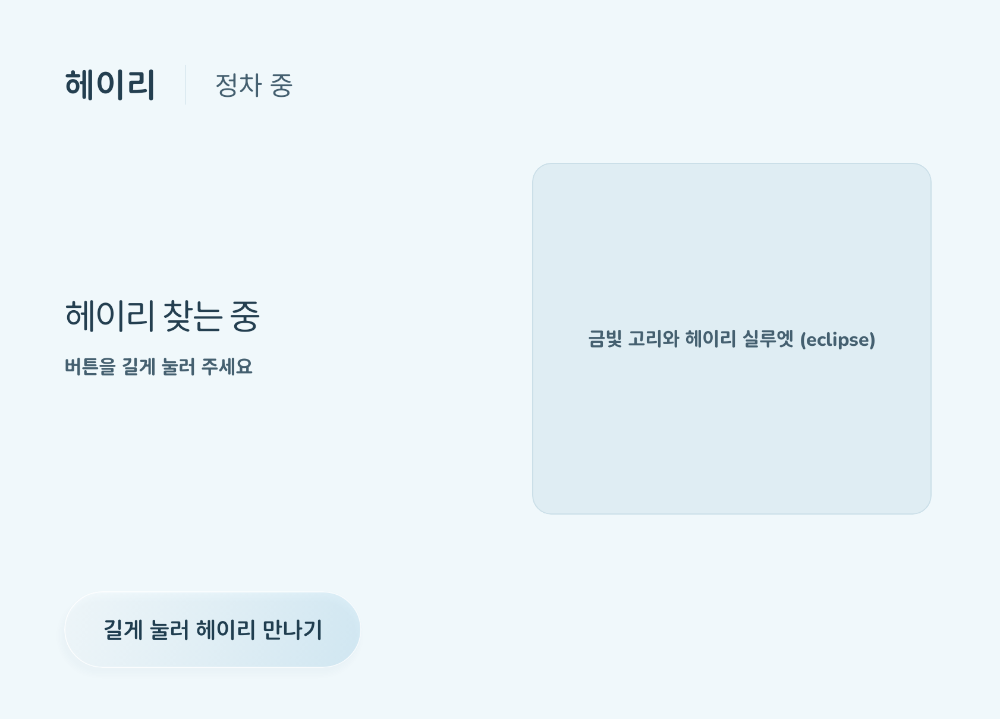 헤이리
정차 중
헤이리 찾는 중
버튼을 길게 눌러 주세요
금빛 고리와 헤이리 실루엣 (eclipse)
길게 눌러 헤이리 만나기